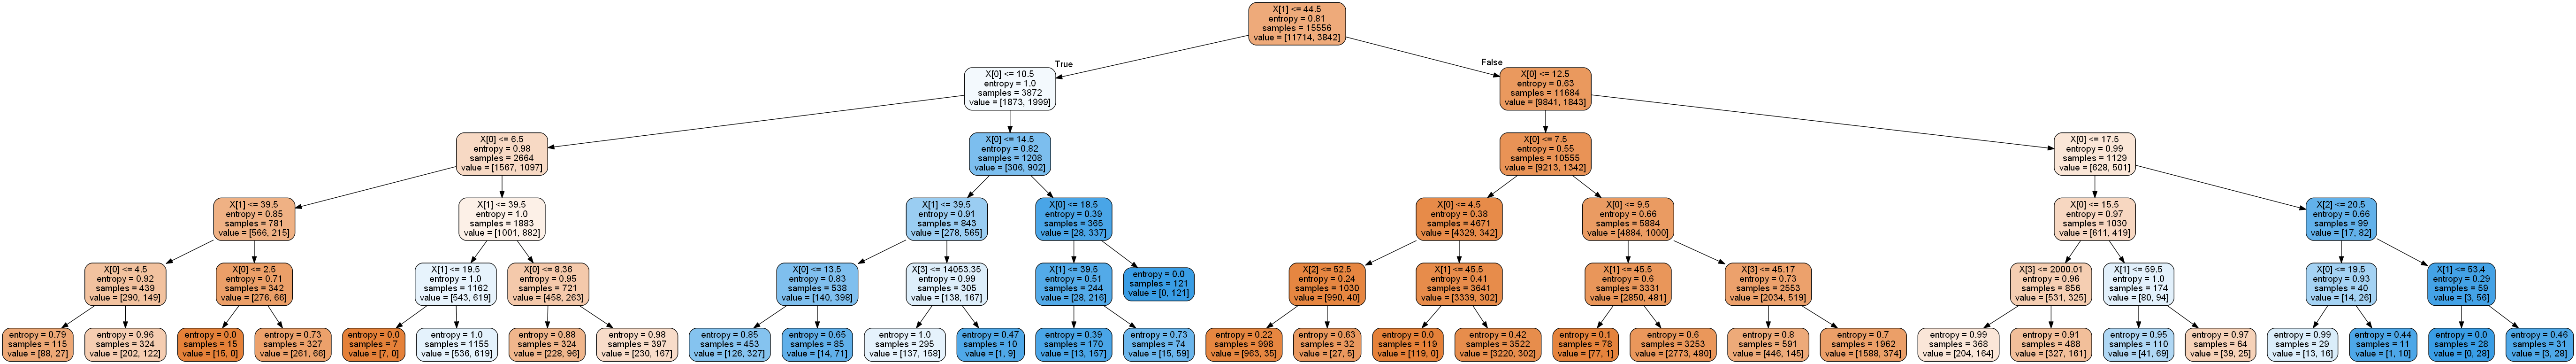 X[1] <= 44.5
entropy = 0.81
samples = 15556
value = [11714, 3842]
True
False
X[0] <= 10.5
entropy = 1.0
samples = 3872
value = [1873, 1999]
X[0] <= 12.5
entropy = 0.63
samples = 11684
value = [9841, 1843]
X[0] <= 6.5
entropy = 0.98
samples = 2664
value = [1567, 1097]
X[0] <= 14.5
entropy = 0.82
samples = 1208
value = [306, 902]
X[0] <= 7.5
entropy = 0.55
samples = 10555
value = [9213, 1342]
X[0] <= 17.5
entropy = 0.99
samples = 1129
value = [628, 501]
X[1] <= 39.5
entropy = 0.85
samples = 781
value = [566, 215]
X[1] <= 39.5
entropy = 1.0
samples = 1883
value = [1001, 882]
X[1] <= 39.5
entropy = 0.91
samples = 843
value = [278, 565]
X[0] <= 18.5
entropy = 0.39
samples = 365
value = [28, 337]
X[0] <= 4.5
entropy = 0.38
samples = 4671
value = [4329, 342]
X[0] <= 9.5
entropy = 0.66
samples = 5884
value = [4884, 1000]
X[0] <= 15.5
entropy = 0.97
samples = 1030
value = [611, 419]
X[2] <= 20.5
entropy = 0.66
samples = 99
value = [17, 82]
X[0] <= 4.5
entropy = 0.92
samples = 439
value = [290, 149]
X[0] <= 2.5
entropy = 0.71
samples = 342
value = [276, 66]
X[1] <= 19.5
entropy = 1.0
samples = 1162
value = [543, 619]
X[0] <= 8.36
entropy = 0.95
samples = 721
value = [458, 263]
X[0] <= 13.5
entropy = 0.83
samples = 538
value = [140, 398]
X[3] <= 14053.35
entropy = 0.99
samples = 305
value = [138, 167]
X[1] <= 39.5
entropy = 0.51
samples = 244
value = [28, 216]
entropy = 0.0
samples = 121
value = [0, 121]
X[2] <= 52.5
entropy = 0.24
samples = 1030
value = [990, 40]
X[1] <= 45.5
entropy = 0.41
samples = 3641
value = [3339, 302]
X[1] <= 45.5
entropy = 0.6
samples = 3331
value = [2850, 481]
X[3] <= 45.17
entropy = 0.73
samples = 2553
value = [2034, 519]
X[3] <= 2000.01
entropy = 0.96
samples = 856
value = [531, 325]
X[1] <= 59.5
entropy = 1.0
samples = 174
value = [80, 94]
X[0] <= 19.5
entropy = 0.93
samples = 40
value = [14, 26]
X[1] <= 53.4
entropy = 0.29
samples = 59
value = [3, 56]
entropy = 0.79
samples = 115
value = [88, 27]
entropy = 0.96
samples = 324
value = [202, 122]
entropy = 0.0
samples = 15
value = [15, 0]
entropy = 0.73
samples = 327
value = [261, 66]
entropy = 0.0
samples = 7
value = [7, 0]
entropy = 1.0
samples = 1155
value = [536, 619]
entropy = 0.88
samples = 324
value = [228, 96]
entropy = 0.98
samples = 397
value = [230, 167]
entropy = 0.85
samples = 453
value = [126, 327]
entropy = 0.65
samples = 85
value = [14, 71]
entropy = 1.0
samples = 295
value = [137, 158]
entropy = 0.47
samples = 10
value = [1, 9]
entropy = 0.39
samples = 170
value = [13, 157]
entropy = 0.73
samples = 74
value = [15, 59]
entropy = 0.22
samples = 998
value = [963, 35]
entropy = 0.63
samples = 32
value = [27, 5]
entropy = 0.0
samples = 119
value = [119, 0]
entropy = 0.42
samples = 3522
value = [3220, 302]
entropy = 0.1
samples = 78
value = [77, 1]
entropy = 0.6
samples = 3253
value = [2773, 480]
entropy = 0.8
samples = 591
value = [446, 145]
entropy = 0.7
samples = 1962
value = [1588, 374]
entropy = 0.99
samples = 368
value = [204, 164]
entropy = 0.91
samples = 488
value = [327, 161]
entropy = 0.95
samples = 110
value = [41, 69]
entropy = 0.97
samples = 64
value = [39, 25]
entropy = 0.99
samples = 29
value = [13, 16]
entropy = 0.44
samples = 11
value = [1, 10]
entropy = 0.0
samples = 28
value = [0, 28]
entropy = 0.46
samples = 31
value = [3, 28]